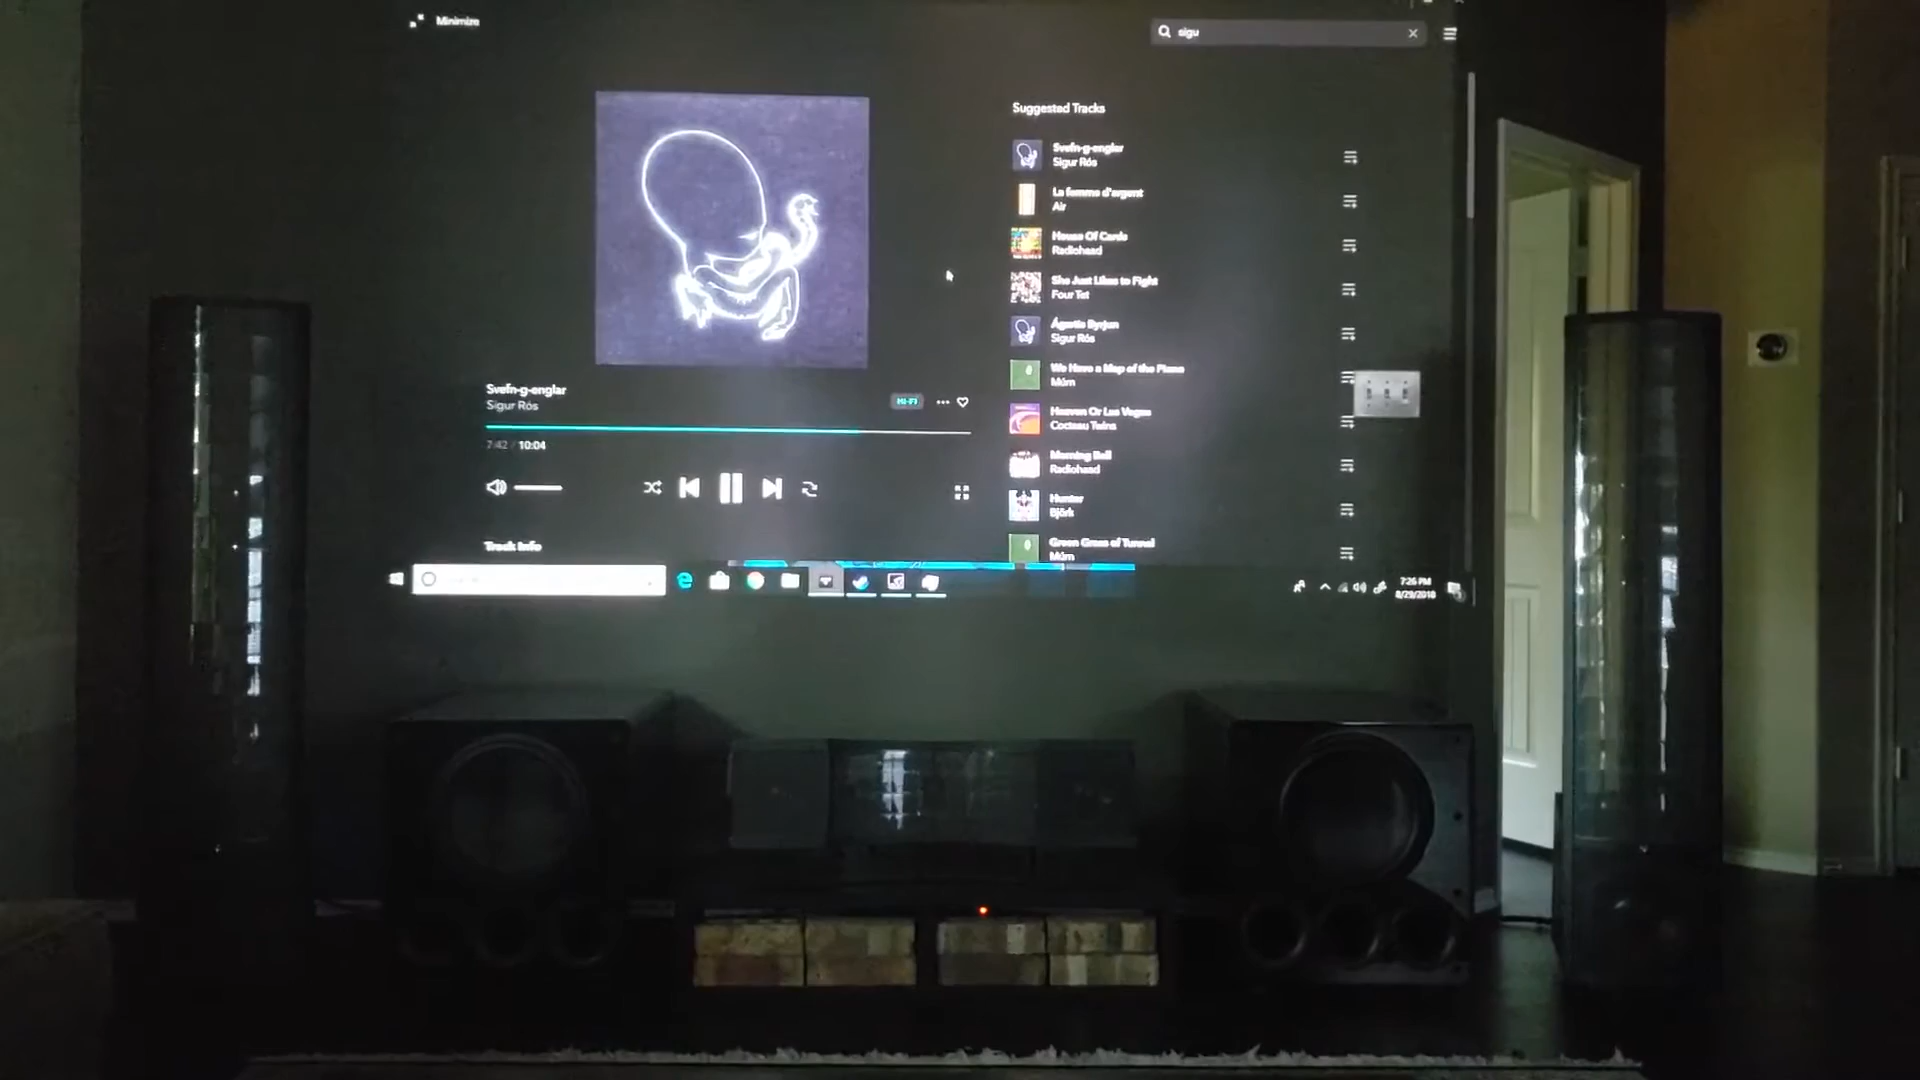 Minimize
sigu
Suggested Tracks
Svefn-g-englar
Sigur Rós
La femme d'argent
Air
House Of Cards
Radiohead
She Just Likes to Fight
Four Tet
Ágætis Byrjun
Sigur Rós
We Have a Map of the Piano
Múm
Heaven Or Las Vegas
Cocteau Twins
Morning Bell
Radiohead
Hunter
Björk
Green Grass of Tunnel
Múm
Svefn-g-englar
Sigur Rós
HI-FI
7:42 / 10:04
Track Info
7:26 PM
8/29/2018